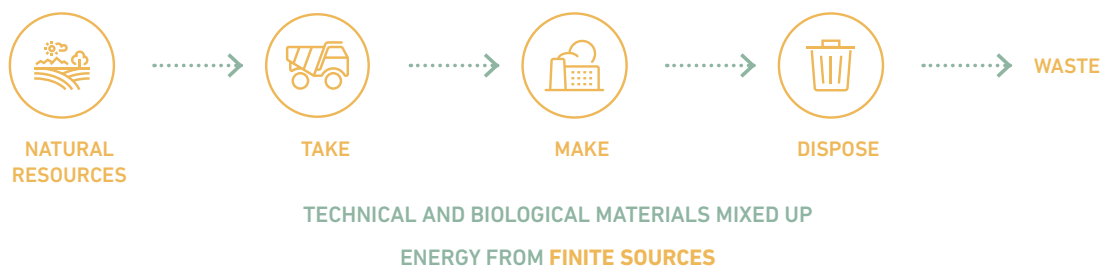 WASTE
NATURAL
RESOURCES
TAKE
MAKE
DISPOSE
TECHNICAL AND BIOLOGICAL MATERIALS MIXED UP
ENERGY FROM FINITE SOURCES